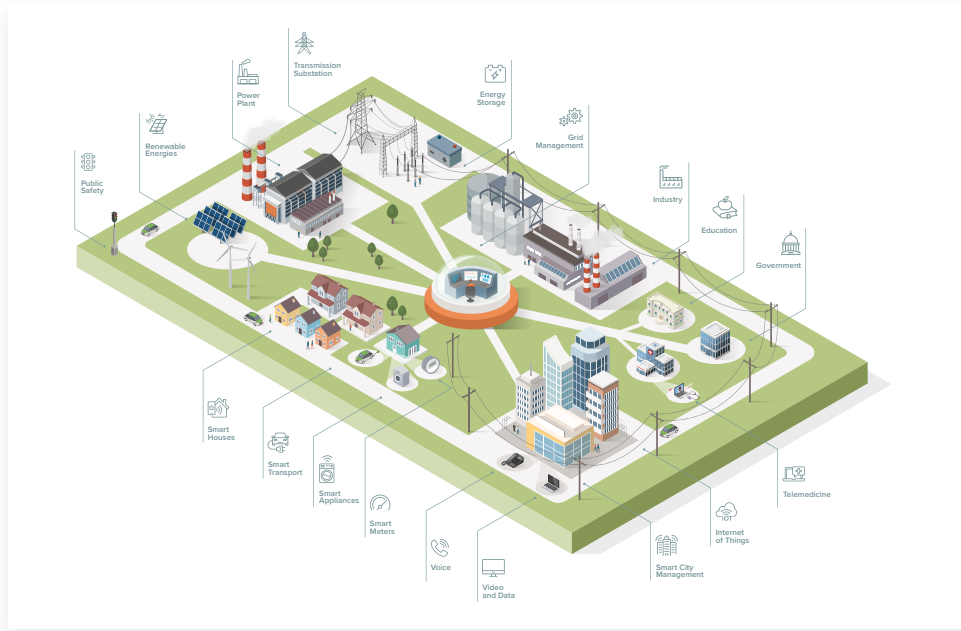 Transmission
Substation
Power
Plant
Energy
Storage
Grid
Management
Renewable
Energies
Public
Safety
Industry
Education
Government
Smart
Houses
Smart
Transport
Smart
Appliances
Smart
Meters
Voice
Video
and Data
Smart City
Management
Internet
of Things
Telemedicine
IOT